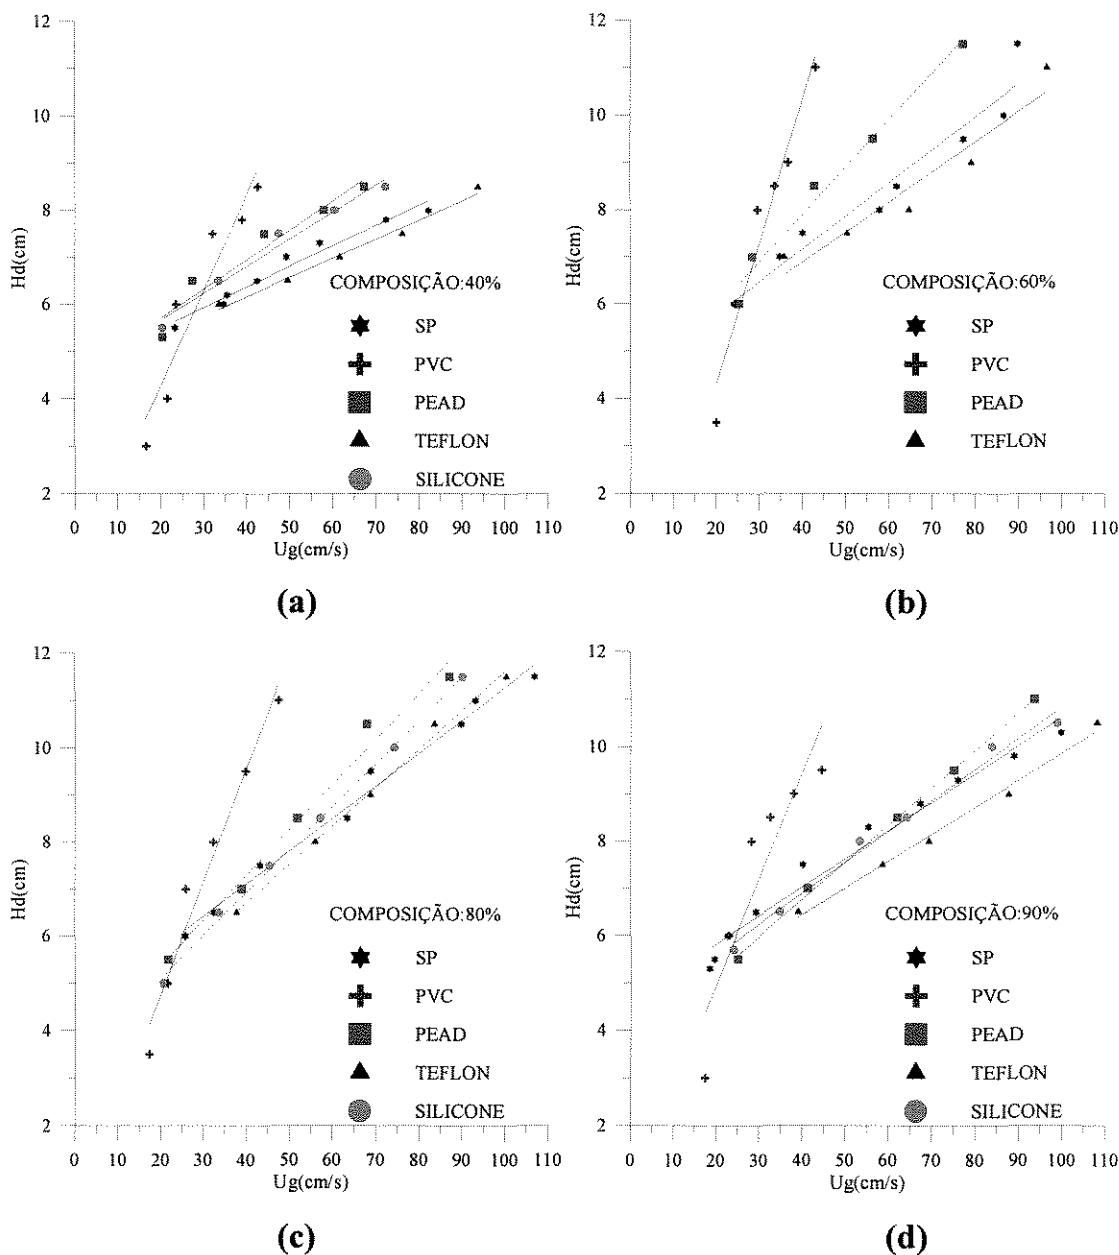 12
10
8
6
4
2
Hd(cm)
COMPOSIÇÃO:40%
SP
PVC
PEAD
TEFLON
SILICONE
0 10 20 30 40 50 60 70 80 90 100 110
Ug(cm/s)
(a)
12
10
8
6
4
2
Hd(cm)
COMPOSIÇÃO:60%
SP
PVC
PEAD
TEFLON
0 10 20 30 40 50 60 70 80 90 100 110
Ug(cm/s)
(b)
12
10
8
6
4
2
Hd(cm)
COMPOSIÇÃO:80%
SP
PVC
PEAD
TEFLON
SILICONE
0 10 20 30 40 50 60 70 80 90 100 110
Ug(cm/s)
(c)
12
10
8
6
4
2
Hd(cm)
COMPOSIÇÃO:90%
SP
PVC
PEAD
TEFLON
SILICONE
0 10 20 30 40 50 60 70 80 90 100 110
Ug(cm/s)
(d)